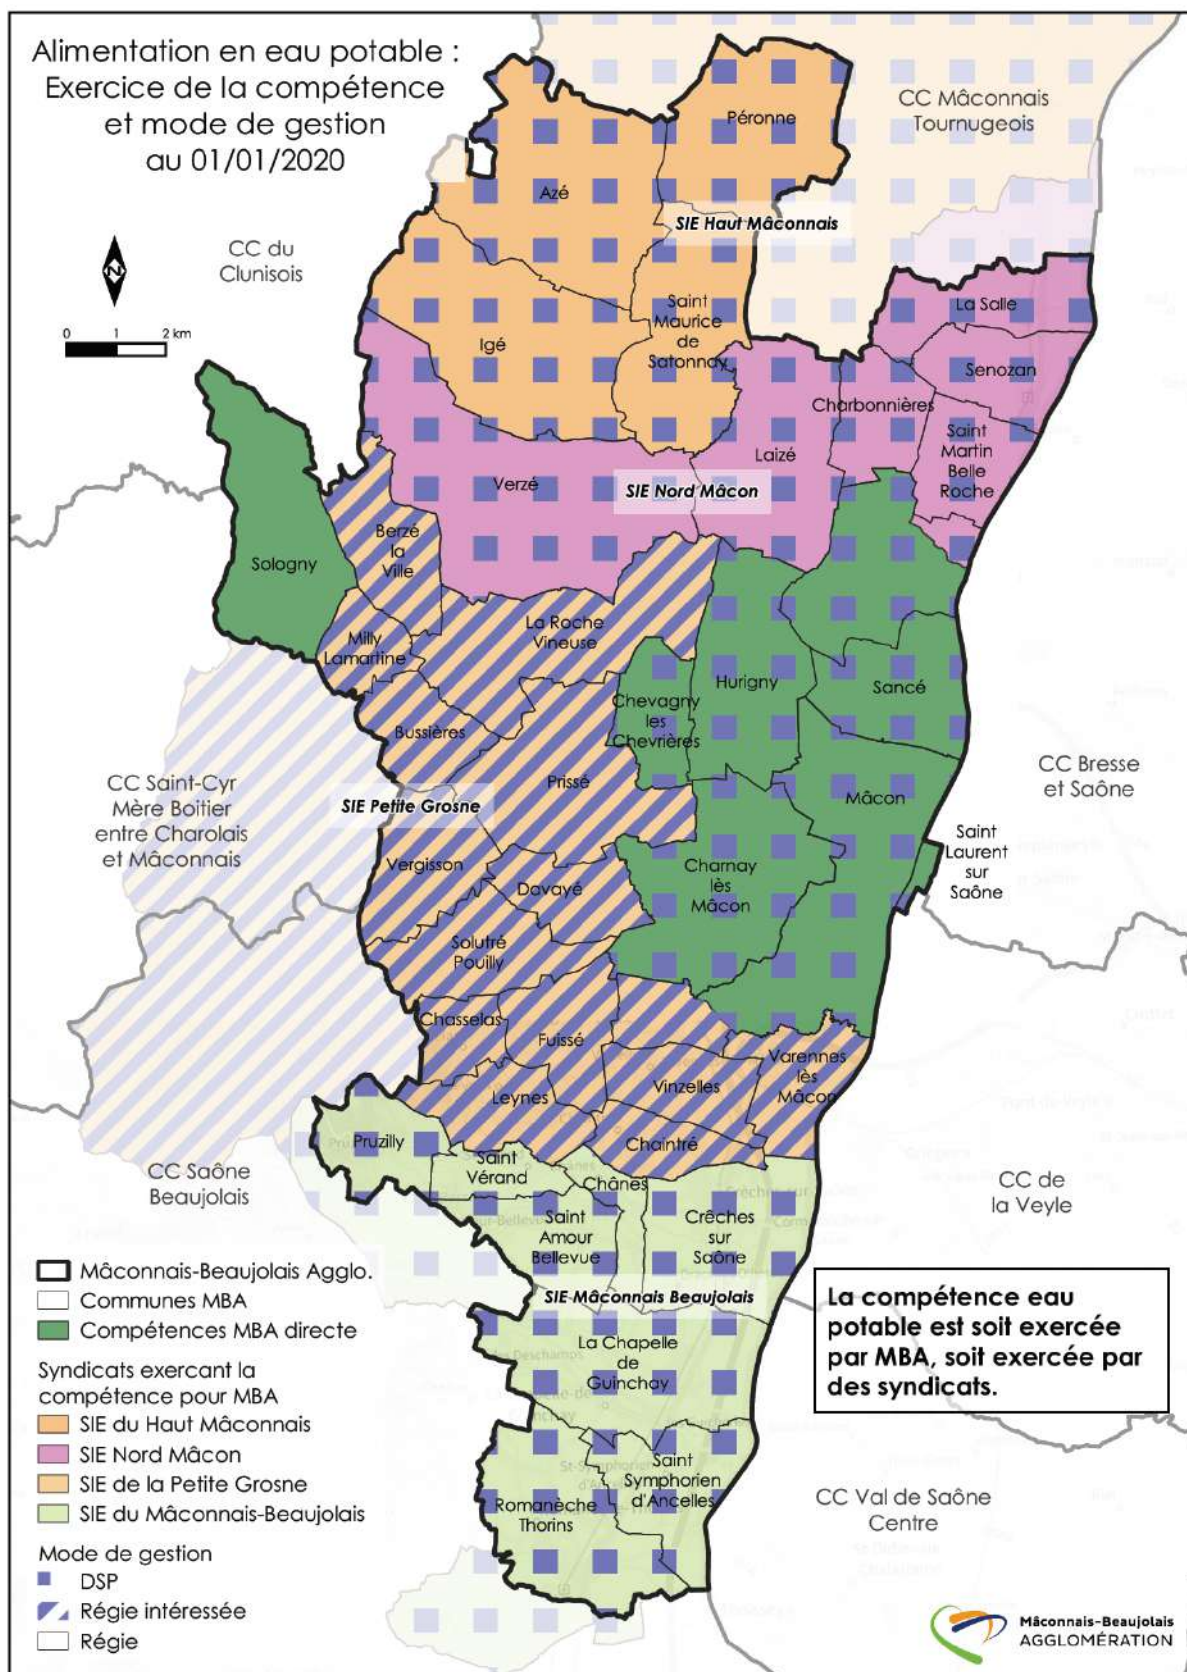 Alimentation en eau potable :
Exercice de la compétence
et mode de gestion
au 01/01/2020
CC Mâconnais
Tournugeois
Péronne
Azé
SIE Haut Mâconnais
CC du
Clunisois
N
0 1 2 km
Saint
Maurice
de
Satonnay
Igé
La Salle
Senozan
Charbonnières
Saint
Martin
Belle
Roche
Laizé
Verzé
SIE Nord Mâcon
Berzé
la
Ville
Sologny
La Roche
Vineuse
Milly
Lamartine
Hurigny
Sancé
Chevagny
les
Chevrières
Bussières
Prissé
CC Saint-Cyr
Mère Boitier
entre Charolais
et Mâconnais
SIE Petite Grosne
Mâcon
CC Bresse
et Saône
Saint
Laurent
sur
Saône
Vergisson
Davayé
Charnay
lès
Mâcon
Solutré
Pouilly
Chasselas
Fuissé
Varennes
lès
Mâcon
Vinzelles
Leynes
Chaintré
Pruzilly
Saint
Vérand
Chânes
CC Saône
Beaujolais
CC de
la Veyle
Saint
Amour
Bellevue
Crêches
sur
Saône
SIE Mâconnais Beaujolais
La Chapelle
de
Guinchay
Saint
Symphorien
d'Ancelles
Romanèche
Thorins
CC Val de Saône
Centre
Mâconnais-Beaujolais Agglo.
Communes MBA
Compétences MBA directe
Syndicats exercant la
compétence pour MBA
SIE du Haut Mâconnais
SIE Nord Mâcon
SIE de la Petite Grosne
SIE du Mâconnais-Beaujolais
Mode de gestion
DSP
Régie intéressée
Régie
La compétence eau
potable est soit exercée
par MBA, soit exercée par
des syndicats.
Mâconnais-Beaujolais
AGGLOMÉRATION